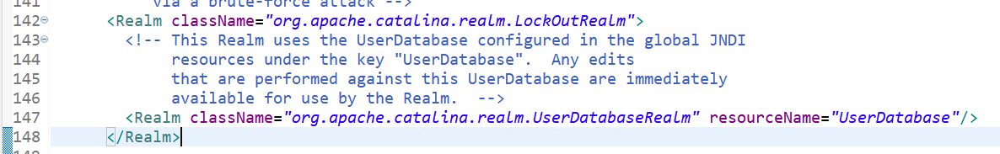 141 via a brute-force attack -->
142 <Realm className="org.apache.catalina.realm.LockOutRealm">
143 <!-- This Realm uses the UserDatabase configured in the global JNDI
144 resources under the key "UserDatabase".  Any edits
145 that are performed against this UserDatabase are immediately
146 available for use by the Realm.  -->
147 <Realm className="org.apache.catalina.realm.UserDatabaseRealm" resourceName="UserDatabase"/>
148 </Realm>
149